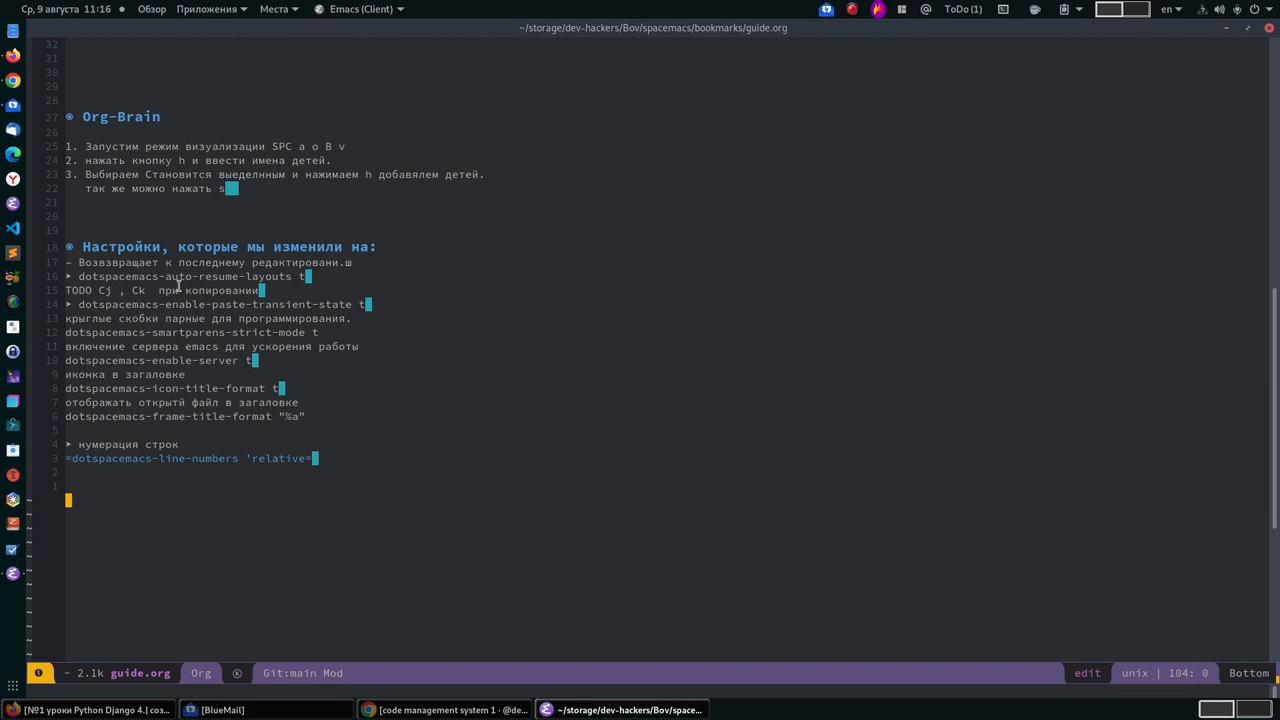 Ср, 9 августа 11:16 Обзор Приложения Места Emacs (Client) ToDo(1) en
~/storage/dev-hackers/Bov/spacemacs/bookmarks/guide.org
32
31
30
29
28
27 Org-Brain
26
25 1. Запустим режим визуализации SPC a o B v
24 2. нажать кнопку h и ввести имена детей.
23 3. Выбираем Становится выеделнным и нажимаем h добавялем детей.
22 так же можно нажать s
21
20
19
18 Настройки, которые мы изменили на:
17 – Возвзвращает к последнему редактировани.ш
16 ➤ dotspacemacs-auto-resume-layouts t
15 TODO Cj , Ck при копировании
14 ➤ dotspacemacs-enable-paste-transient-state t
13 крыглые скобки парные для программирования.
12 dotspacemacs-smartparens-strict-mode t
11 включение сервера emacs для ускорения работы
10 dotspacemacs-enable-server t
9 иконка в загаловке
8 dotspacemacs-icon-title-format t
7 отображать открытй файл в загаловке
6 dotspacemacs-frame-title-format "%a"
5
4 ➤ нумерация строк
3 =dotspacemacs-line-numbers 'relative=
2
1
~
~
~
~
~
~
~
~
~
~
~
~
- 2.1k guide.org Org Git:main Mod edit unix | 104: 0 Bottom
[№1 уроки Python Django 4.| соз... [BlueMail] [code management system 1 · @de... ~/storage/dev-hackers/Bov/space...